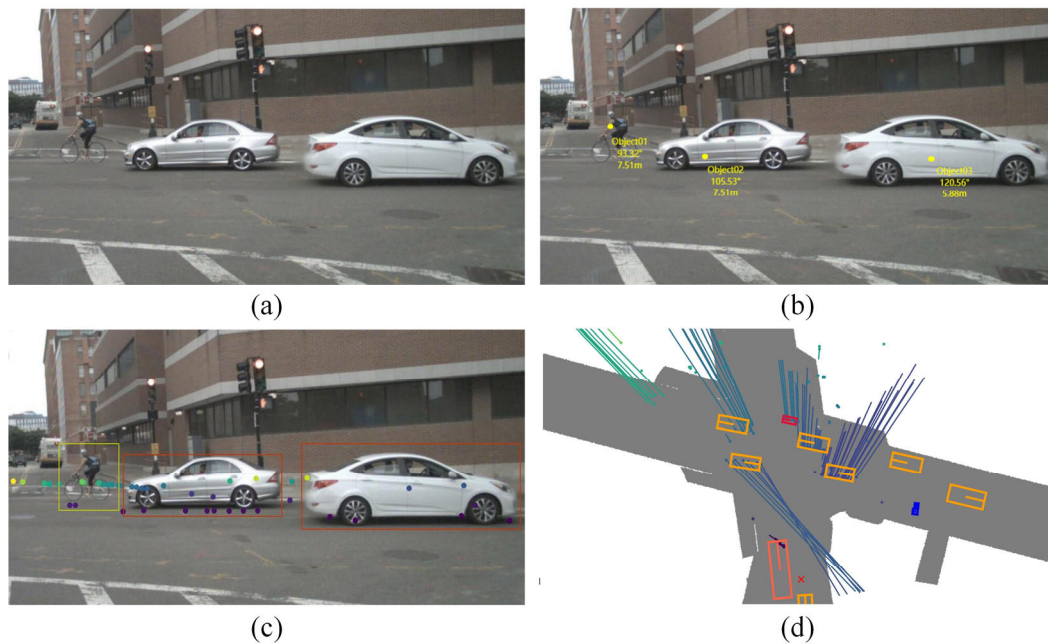 (a)
(b)
Object01
93.32°
7.51m
Object02
105.53°
7.51m
Object03
120.56°
5.88m
(c)
(d)